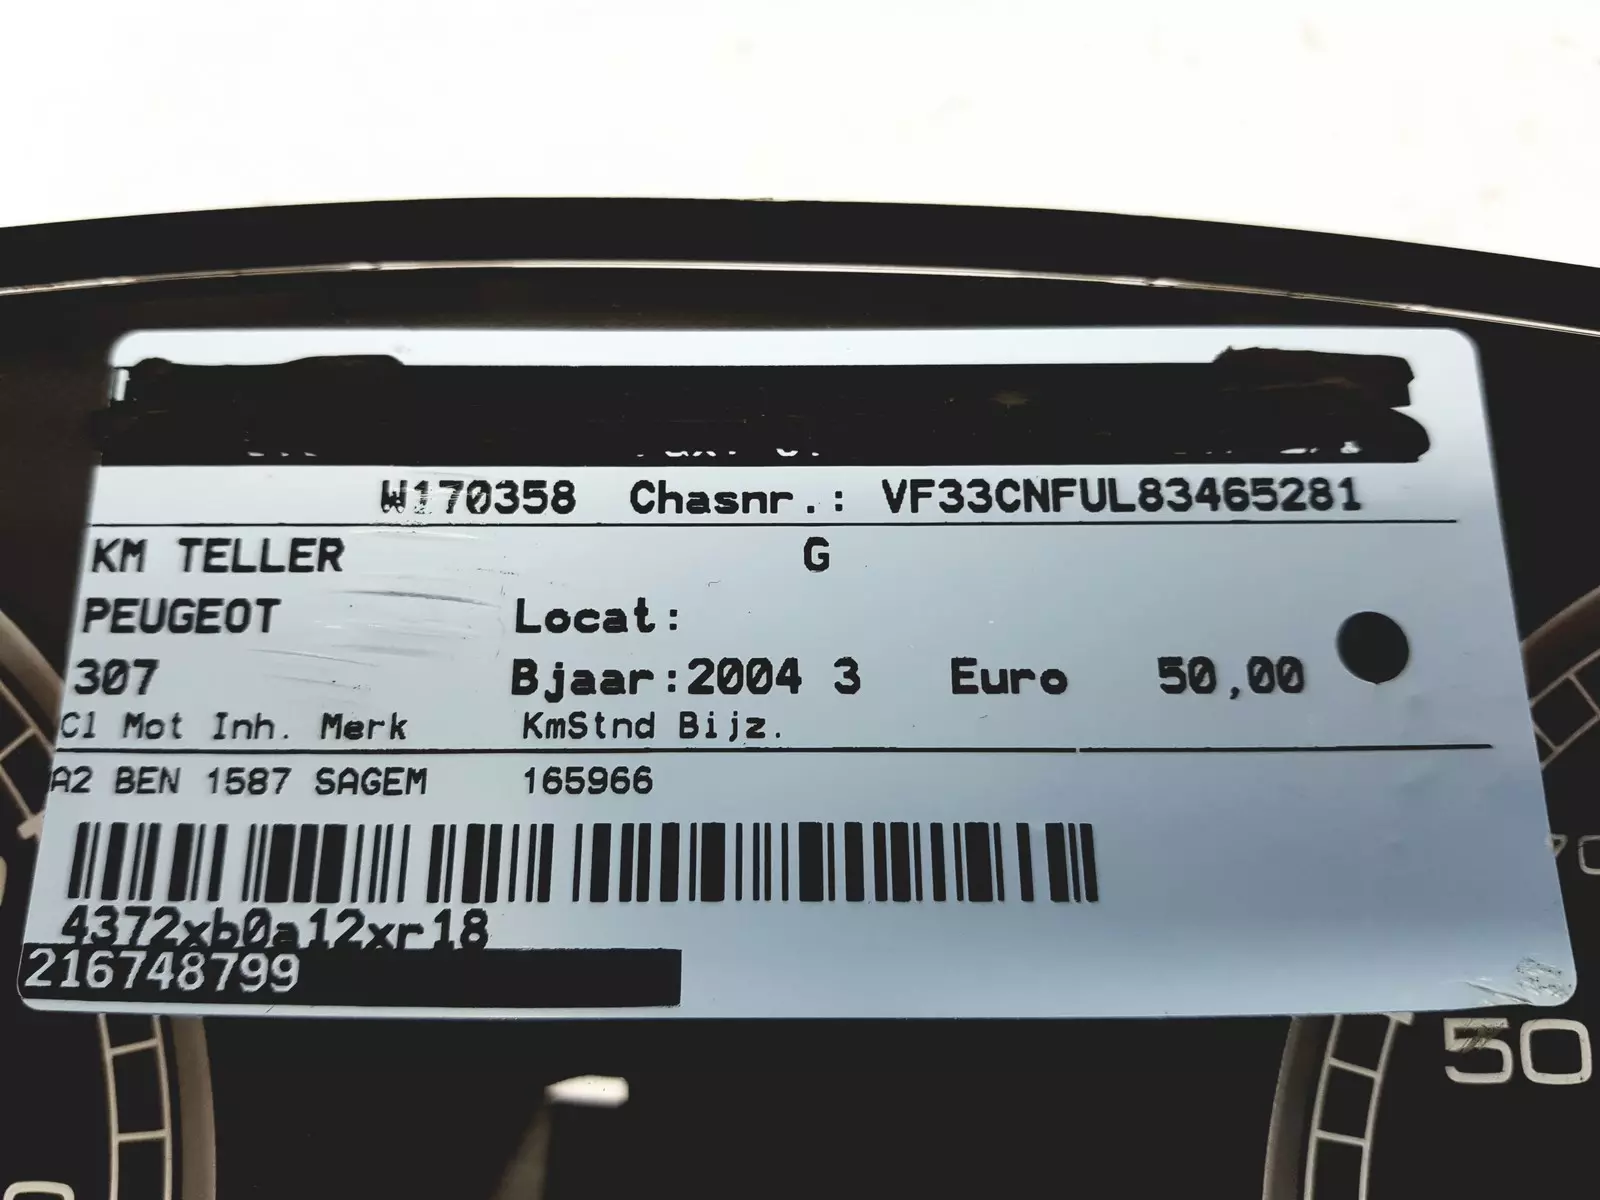 W170358 Chasnr.: VF33CNFUL83465281
KM TELLER G
PEUGEOT Locat:
307 Bjaar:2004 3 Euro 50,00
Cl Mot Inh. Merk KmStnd Bijz.
A2 BEN 1587 SAGEM 165966
4372xb0a12xr18
216748799
50